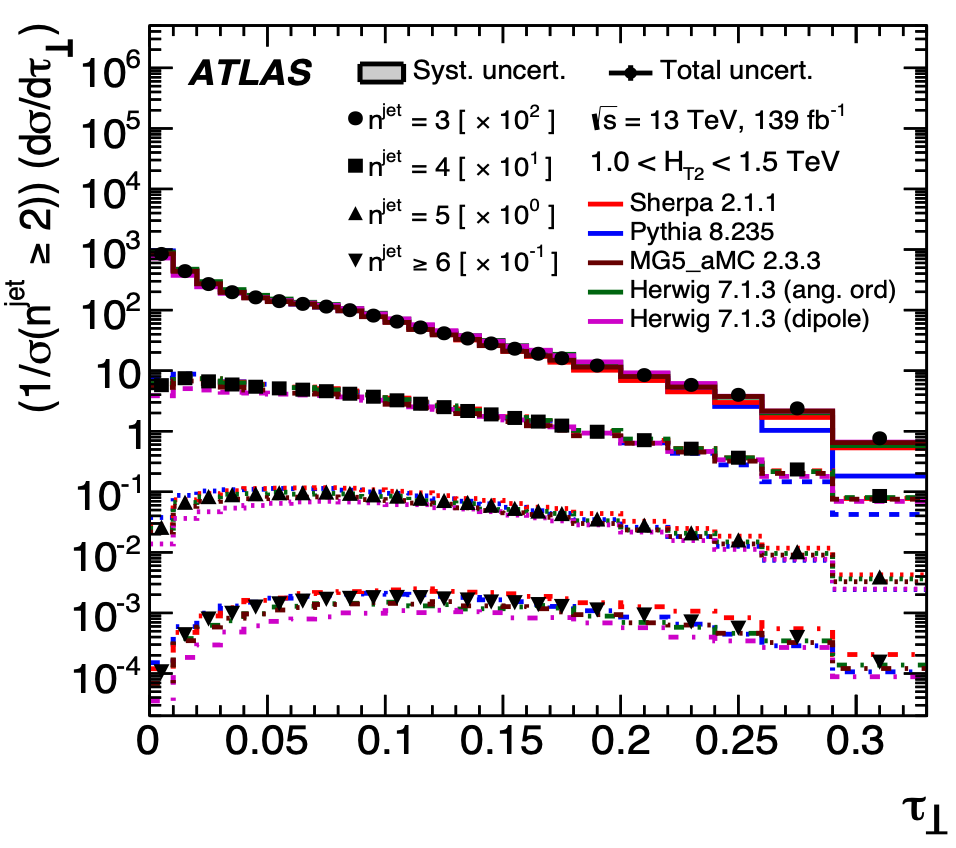 (1/σ(n^jet ≥ 2)) (dσ/dτ_⊥)
10^6
10^5
10^4
10^3
10^2
10
1
10^-1
10^-2
10^-3
10^-4
ATLAS
Syst. uncert.
Total uncert.
n^jet = 3 [ × 10^2 ]
n^jet = 4 [ × 10^1 ]
n^jet = 5 [ × 10^0 ]
n^jet ≥ 6 [ × 10^-1 ]
√s = 13 TeV, 139 fb^-1
1.0 < H_T2 < 1.5 TeV
Sherpa 2.1.1
Pythia 8.235
MG5_aMC 2.3.3
Herwig 7.1.3 (ang. ord)
Herwig 7.1.3 (dipole)
0 0.05 0.1 0.15 0.2 0.25 0.3
τ_⊥